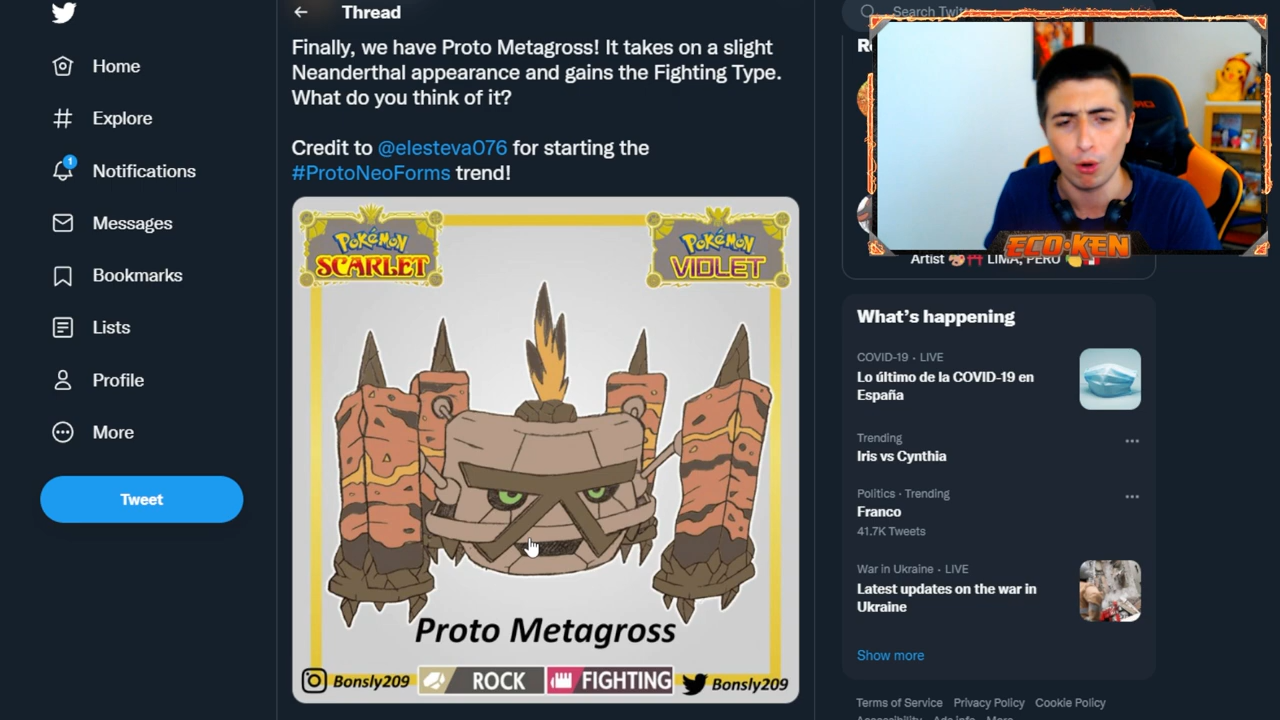 Thread
Search Twitt
Home
Explore
1
Notifications
Messages
Bookmarks
Lists
Profile
More
Tweet
Finally, we have Proto Metagross! It takes on a slight
Neanderthal appearance and gains the Fighting Type.
What do you think of it?
Credit to @elesteva076 for starting the
#ProtoNeoForms trend!
POKÉMON
SCARLET
POKÉMON
VIOLET
Proto Metagross
Bonsly209
ROCK
FIGHTING
Bonsly209
ECO-KEN
Artist LIMA, PERU
What's happening
COVID-19 · LIVE
Lo último de la COVID-19 en
España
Trending
Iris vs Cynthia
Politics · Trending
Franco
41.7K Tweets
War in Ukraine · LIVE
Latest updates on the war in
Ukraine
Show more
Terms of Service Privacy Policy Cookie Policy